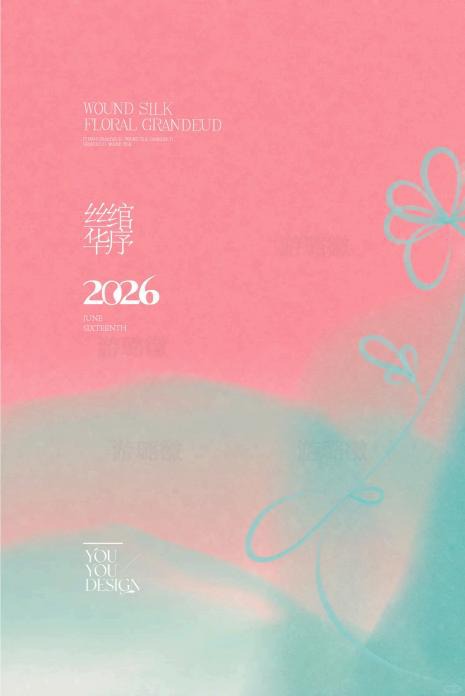 WOUND SILK
FLORAL GRANDEUD
丝绾
华序
2026
JUNE
SIXTEENTH
YOU
YOU
DESIGN